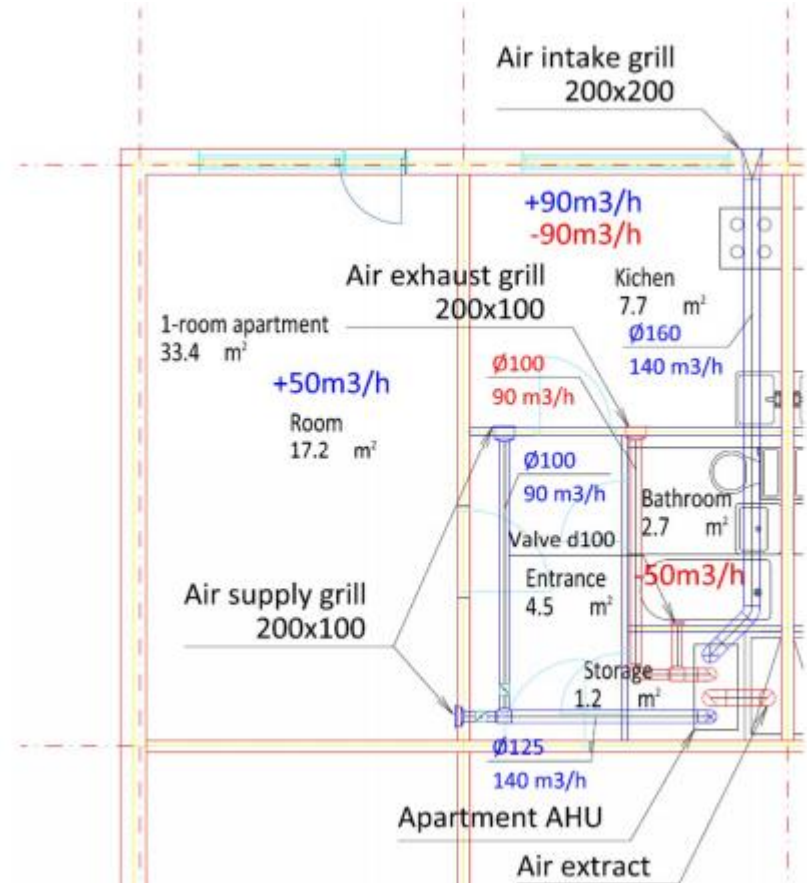 Air intake grill
200x200
+90m3/h
-90m3/h
Air exhaust grill
200x100
Kichen
7.7 m²
1-room apartment
33.4 m²
Ø160
140 m3/h
+50m3/h
Ø100
90 m3/h
Room
17.2 m²
Ø100
90 m3/h
Bathroom
2.7 m²
Valve d100
Entrance
4.5 m²
-50m3/h
Air supply grill
200x100
Storage
1.2 m²
Ø125
140 m3/h
Apartment AHU
Air extract